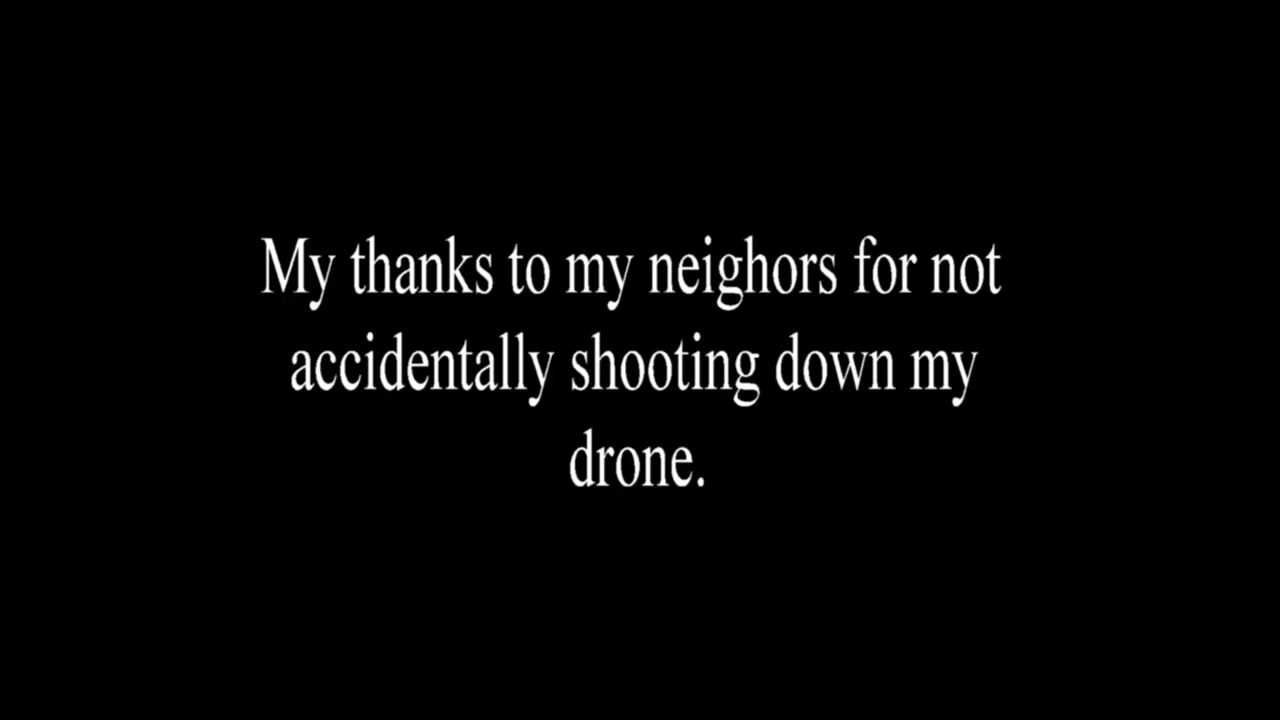 My thanks to my neighors for not
accidentally shooting down my
drone.